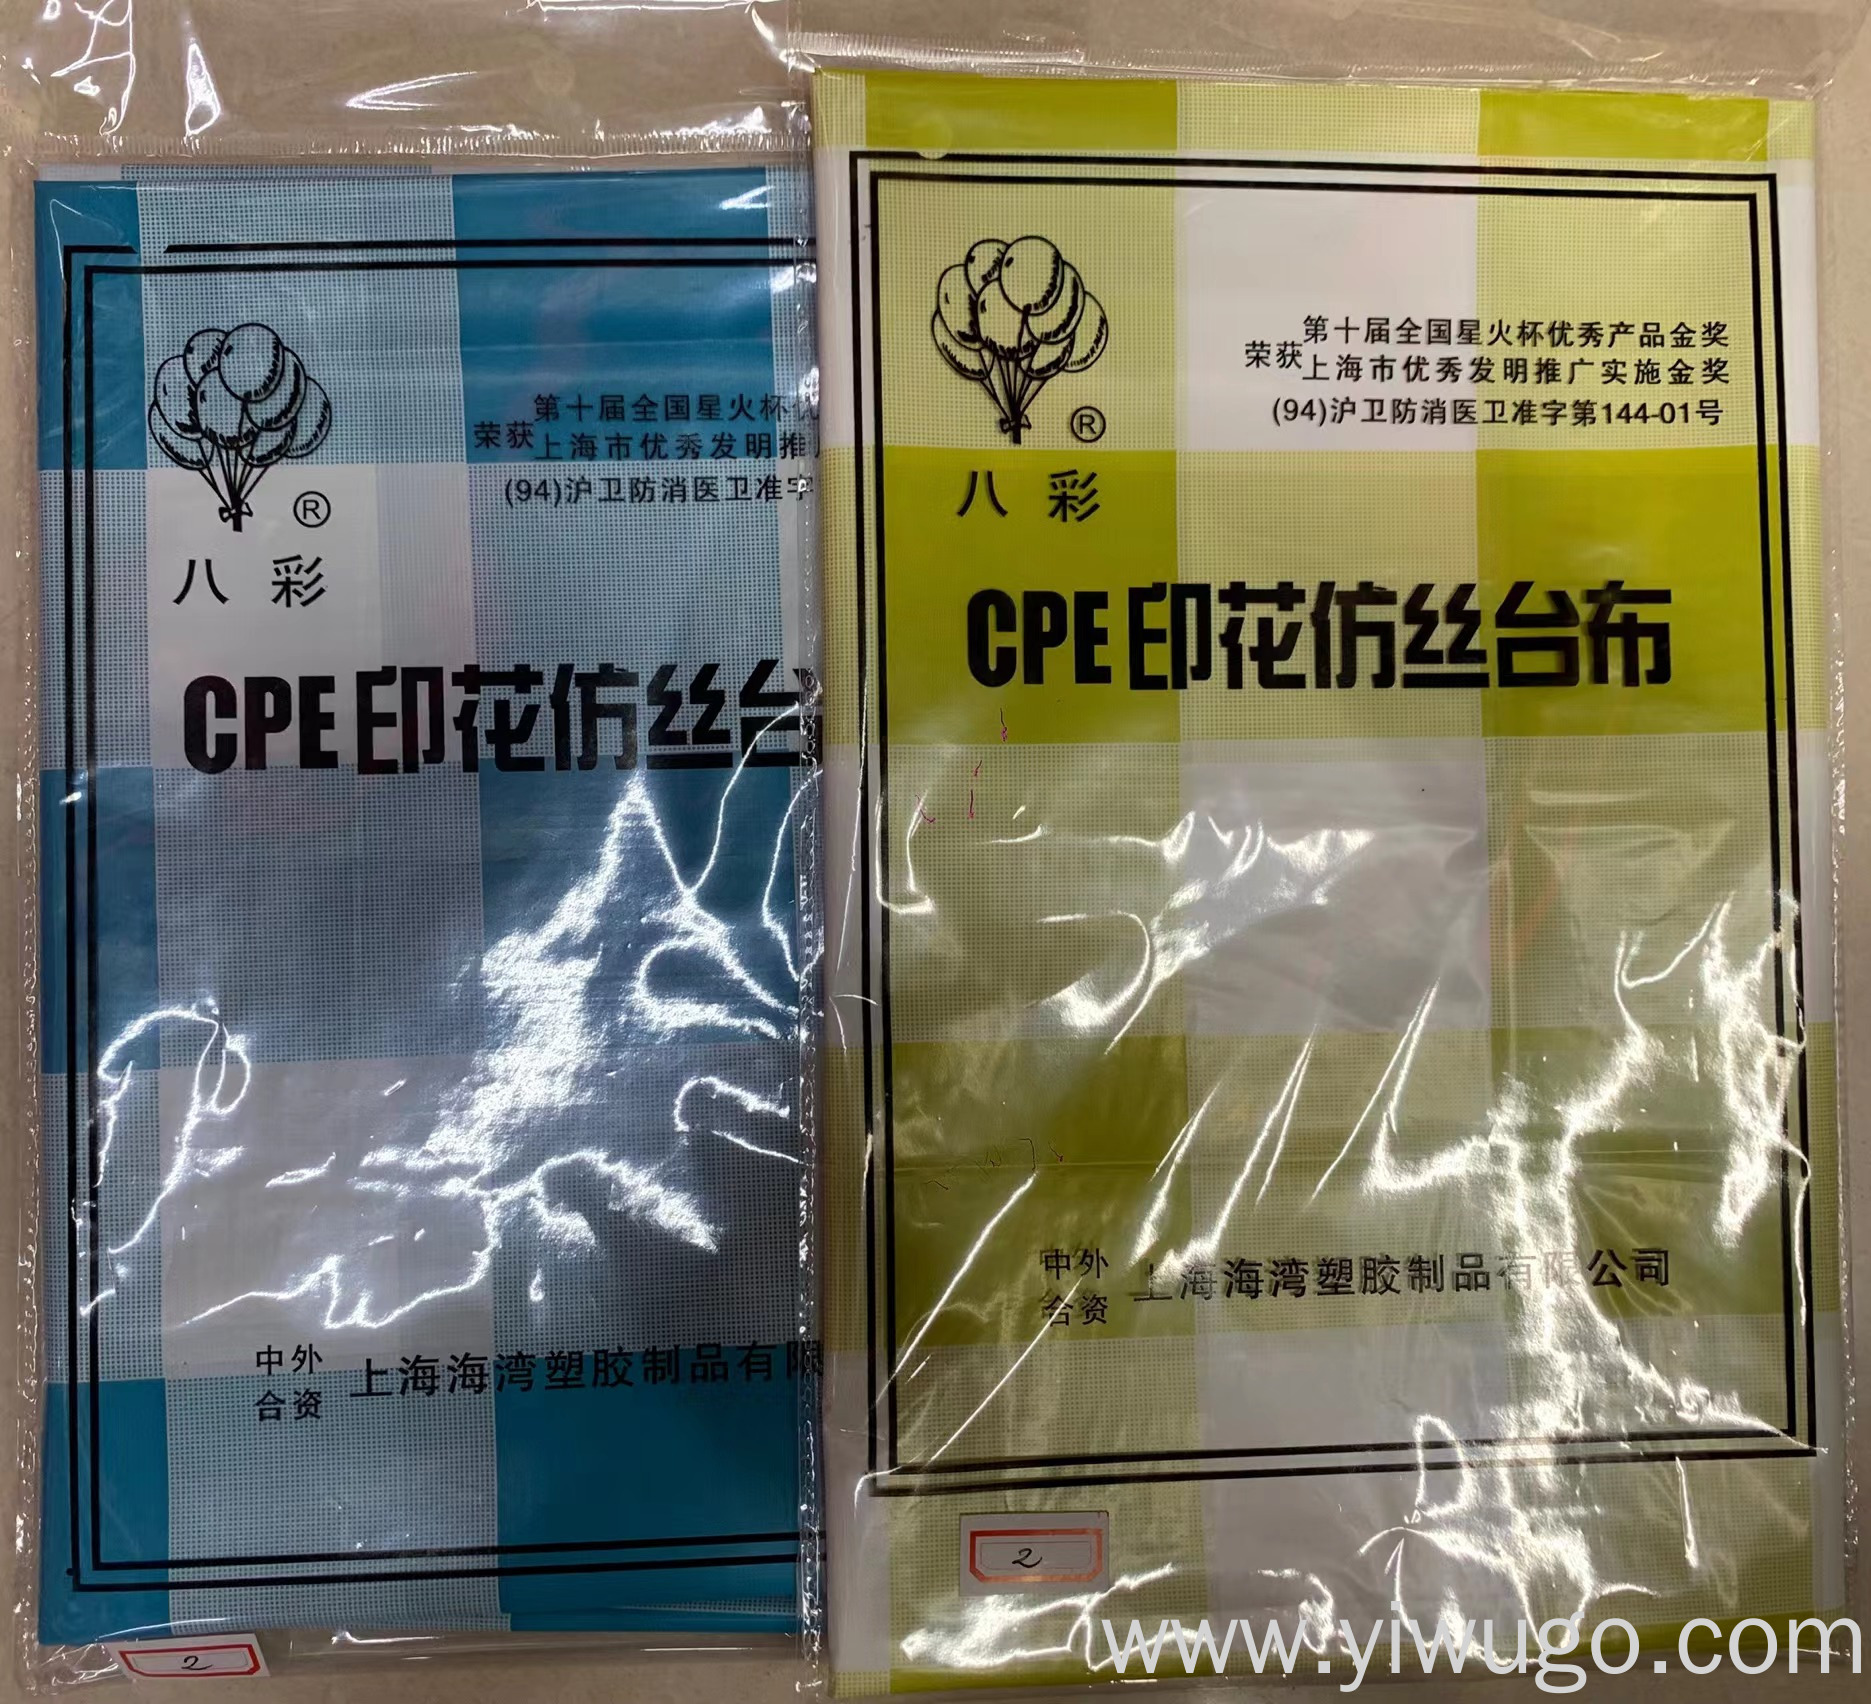 第十届全国星火杯优
荣获
上海市优秀发明推
(94)沪卫防消医卫准字
®
八彩
CPE印花仿丝台
中外
合资
上海海湾塑胶制品有限
2
第十届全国星火杯优秀产品金奖
荣获
上海市优秀发明推广实施金奖
(94)沪卫防消医卫准字第144-01号
®
八彩
CPE印花仿丝台布
中外
合资
上海海湾塑胶制品有限公司
2
www.yiwugo.com